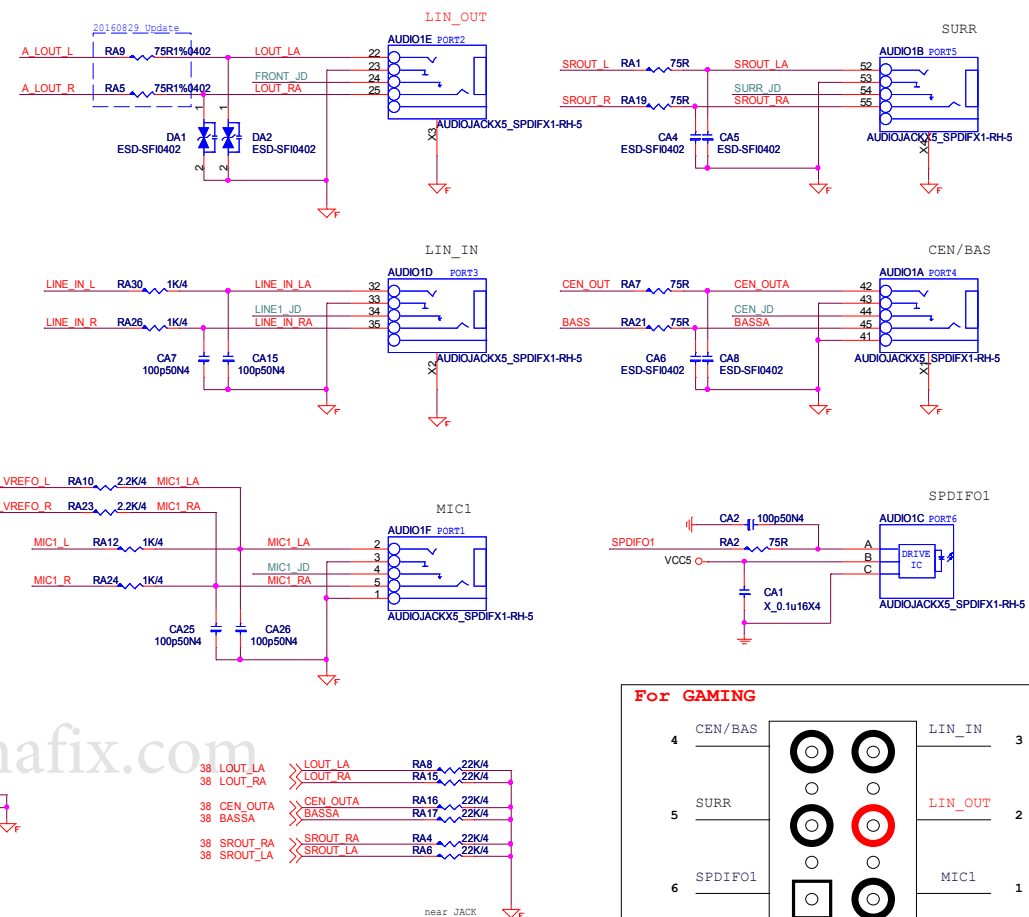 LIN_OUT
20160829 Update
AUDIO1E PORT2
A_LOUT_L RA9 75R1%0402 LOUT_LA 22
23
FRONT_JD 24
A_LOUT_R RA5 75R1%0402 LOUT_RA 25
1 1
DA1 ESD-SFI0402
DA2 ESD-SFI0402
2 2
AUDIOJACKX5_SPDIFX1-RH-5
X3
F
SURR
AUDIO1B PORT5
SROUT_L RA1 75R SROUT_LA 52
53
SURR_JD 54
SROUT_R RA19 75R SROUT_RA 55
CA4 ESD-SFI0402
CA5 ESD-SFI0402
AUDIOJACKX5_SPDIFX1-RH-5
X4
F F
LIN_IN
AUDIO1D PORT3
LINE_IN_L RA30 1K/4 LINE_IN_LA 32
33
LINE1_JD 34
LINE_IN_R RA26 1K/4 LINE_IN_RA 35
CA7 100p50N4
CA15 100p50N4
AUDIOJACKX5_SPDIFX1-RH-5
X2
F F
CEN/BAS
AUDIO1A PORT4
CEN_OUT RA7 75R CEN_OUTA 42
43
CEN_JD 44
BASS RA21 75R BASSA 45
41
CA6 ESD-SFI0402
CA8 ESD-SFI0402
AUDIOJACKX5_SPDIFX1-RH-5
X1
F F
VREFO_L RA10 2.2K/4 MIC1_LA
VREFO_R RA23 2.2K/4 MIC1_RA
MIC1
AUDIO1F PORT1
MIC1_L RA12 1K/4 MIC1_LA 2
3
MIC1_JD 4
MIC1_R RA24 1K/4 MIC1_RA 5
1
AUDIOJACKX5_SPDIFX1-RH-5
CA25 100p50N4
CA26 100p50N4
F
SPDIFO1
CA2 100p50N4
AUDIO1C PORT6
SPDIFO1 RA2 75R A
VCC5 B
C
DRIVE
IC
CA1
X_0.1u16X4
AUDIOJACKX5_SPDIFX1-RH-5
nafix.com
F
38 LOUT_LA LOUT_LA RA8 22K/4
38 LOUT_RA LOUT_RA RA15 22K/4
38 CEN_OUTA CEN_OUTA RA16 22K/4
38 BASSA BASSA RA17 22K/4
38 SROUT_RA SROUT_RA RA4 22K/4
38 SROUT_LA SROUT_LA RA6 22K/4
near JACK
F
For GAMING
4 CEN/BAS LIN_IN 3
5 SURR LIN_OUT 2
6 SPDIFO1 MIC1 1